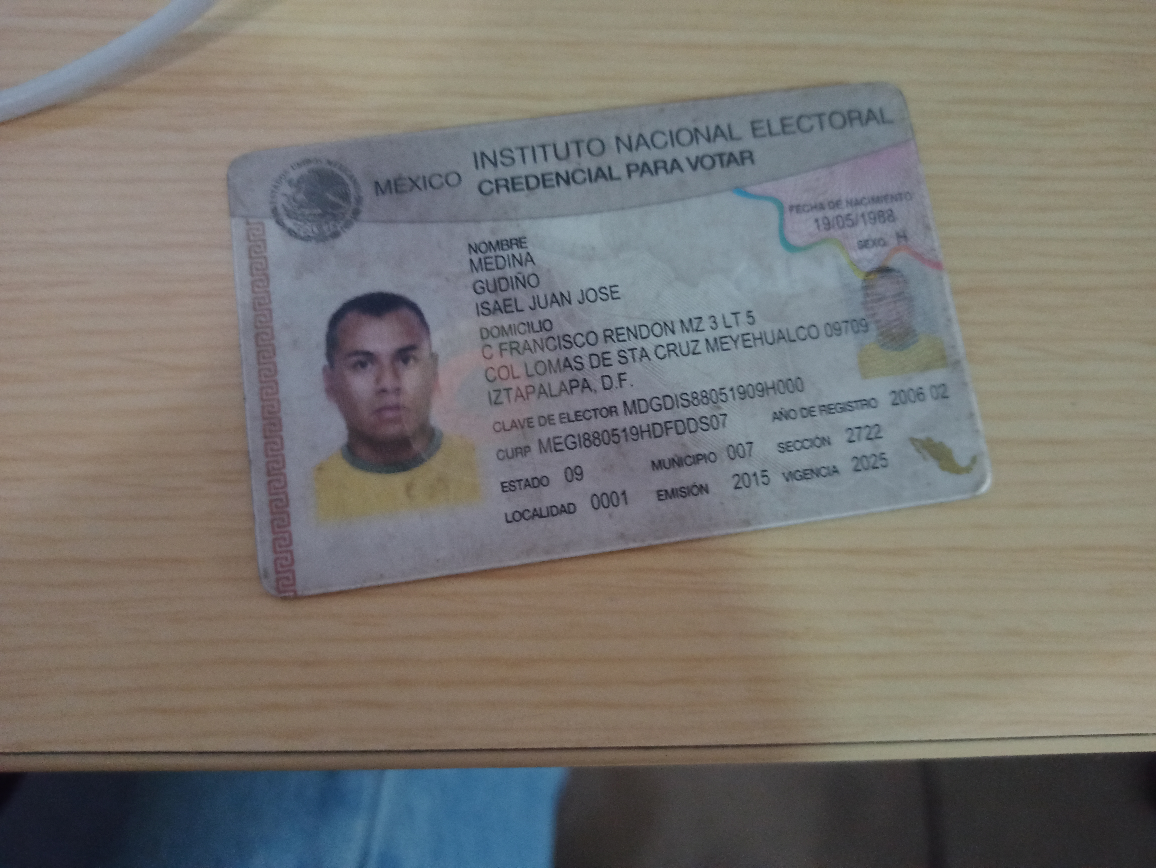 MÉXICO INSTITUTO NACIONAL ELECTORAL
CREDENCIAL PARA VOTAR
FECHA DE NACIMIENTO
19/05/1988
SEXO H
NOMBRE
MEDINA
GUDIÑO
ISAEL JUAN JOSE
DOMICILIO
C FRANCISCO RENDON MZ 3 LT 5
COL LOMAS DE STA CRUZ MEYEHUALCO 09709
IZTAPALAPA, D.F.
CLAVE DE ELECTOR MDGDIS88051909H000
CURP MEGI880519HDFDDS07 AÑO DE REGISTRO 2006 02
ESTADO 09 MUNICIPIO 007 SECCIÓN 2722
LOCALIDAD 0001 EMISIÓN 2015 VIGENCIA 2025